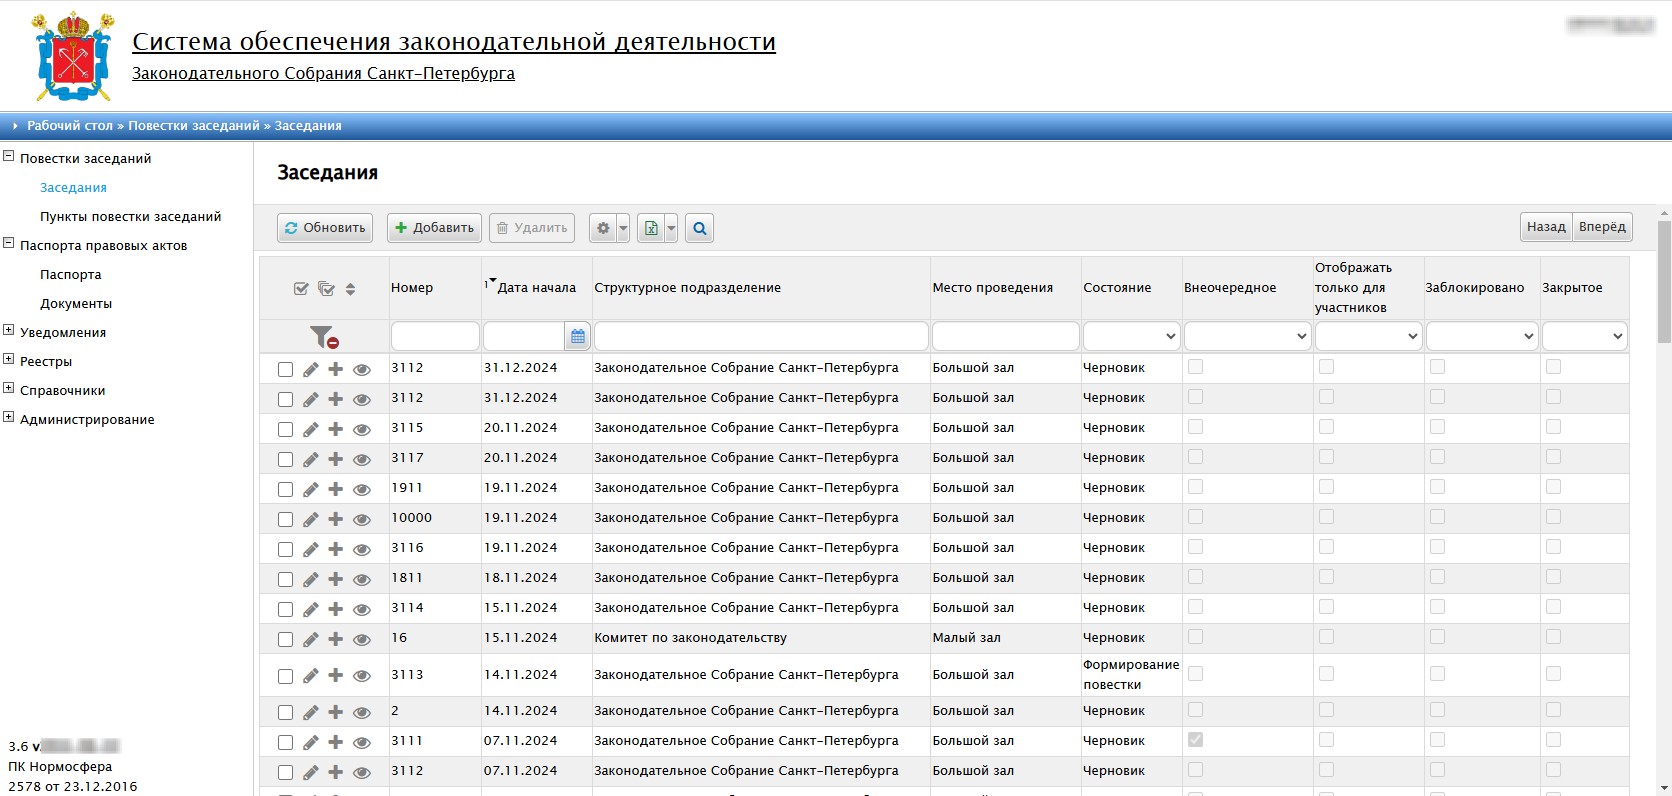 Система обеспечения законодательной деятельности
Законодательного Собрания Санкт-Петербурга
Рабочий стол » Повестки заседаний » Заседания
Повестки заседаний
Заседания
Пункты повестки заседаний
Паспорта правовых актов
Паспорта
Документы
Уведомления
Реестры
Справочники
Администрирование
3.6 v.
ПК Нормосфера
2578 от 23.12.2016
Заседания
Обновить Добавить Удалить Назад Вперёд
Номер 1 Дата начала Структурное подразделение Место проведения Состояние Внеочередное Отображать только для участников Заблокировано Закрытое
3112 31.12.2024 Законодательное Собрание Санкт-Петербурга Большой зал Черновик
3112 31.12.2024 Законодательное Собрание Санкт-Петербурга Большой зал Черновик
3115 20.11.2024 Законодательное Собрание Санкт-Петербурга Большой зал Черновик
3117 20.11.2024 Законодательное Собрание Санкт-Петербурга Большой зал Черновик
1911 19.11.2024 Законодательное Собрание Санкт-Петербурга Большой зал Черновик
10000 19.11.2024 Законодательное Собрание Санкт-Петербурга Большой зал Черновик
3116 19.11.2024 Законодательное Собрание Санкт-Петербурга Большой зал Черновик
1811 18.11.2024 Законодательное Собрание Санкт-Петербурга Большой зал Черновик
3114 15.11.2024 Законодательное Собрание Санкт-Петербурга Большой зал Черновик
16 15.11.2024 Комитет по законодательству Малый зал Черновик
3113 14.11.2024 Законодательное Собрание Санкт-Петербурга Большой зал Формирование повестки
2 14.11.2024 Законодательное Собрание Санкт-Петербурга Большой зал Черновик
3111 07.11.2024 Законодательное Собрание Санкт-Петербурга Большой зал Черновик
3112 07.11.2024 Законодательное Собрание Санкт-Петербурга Большой зал Черновик